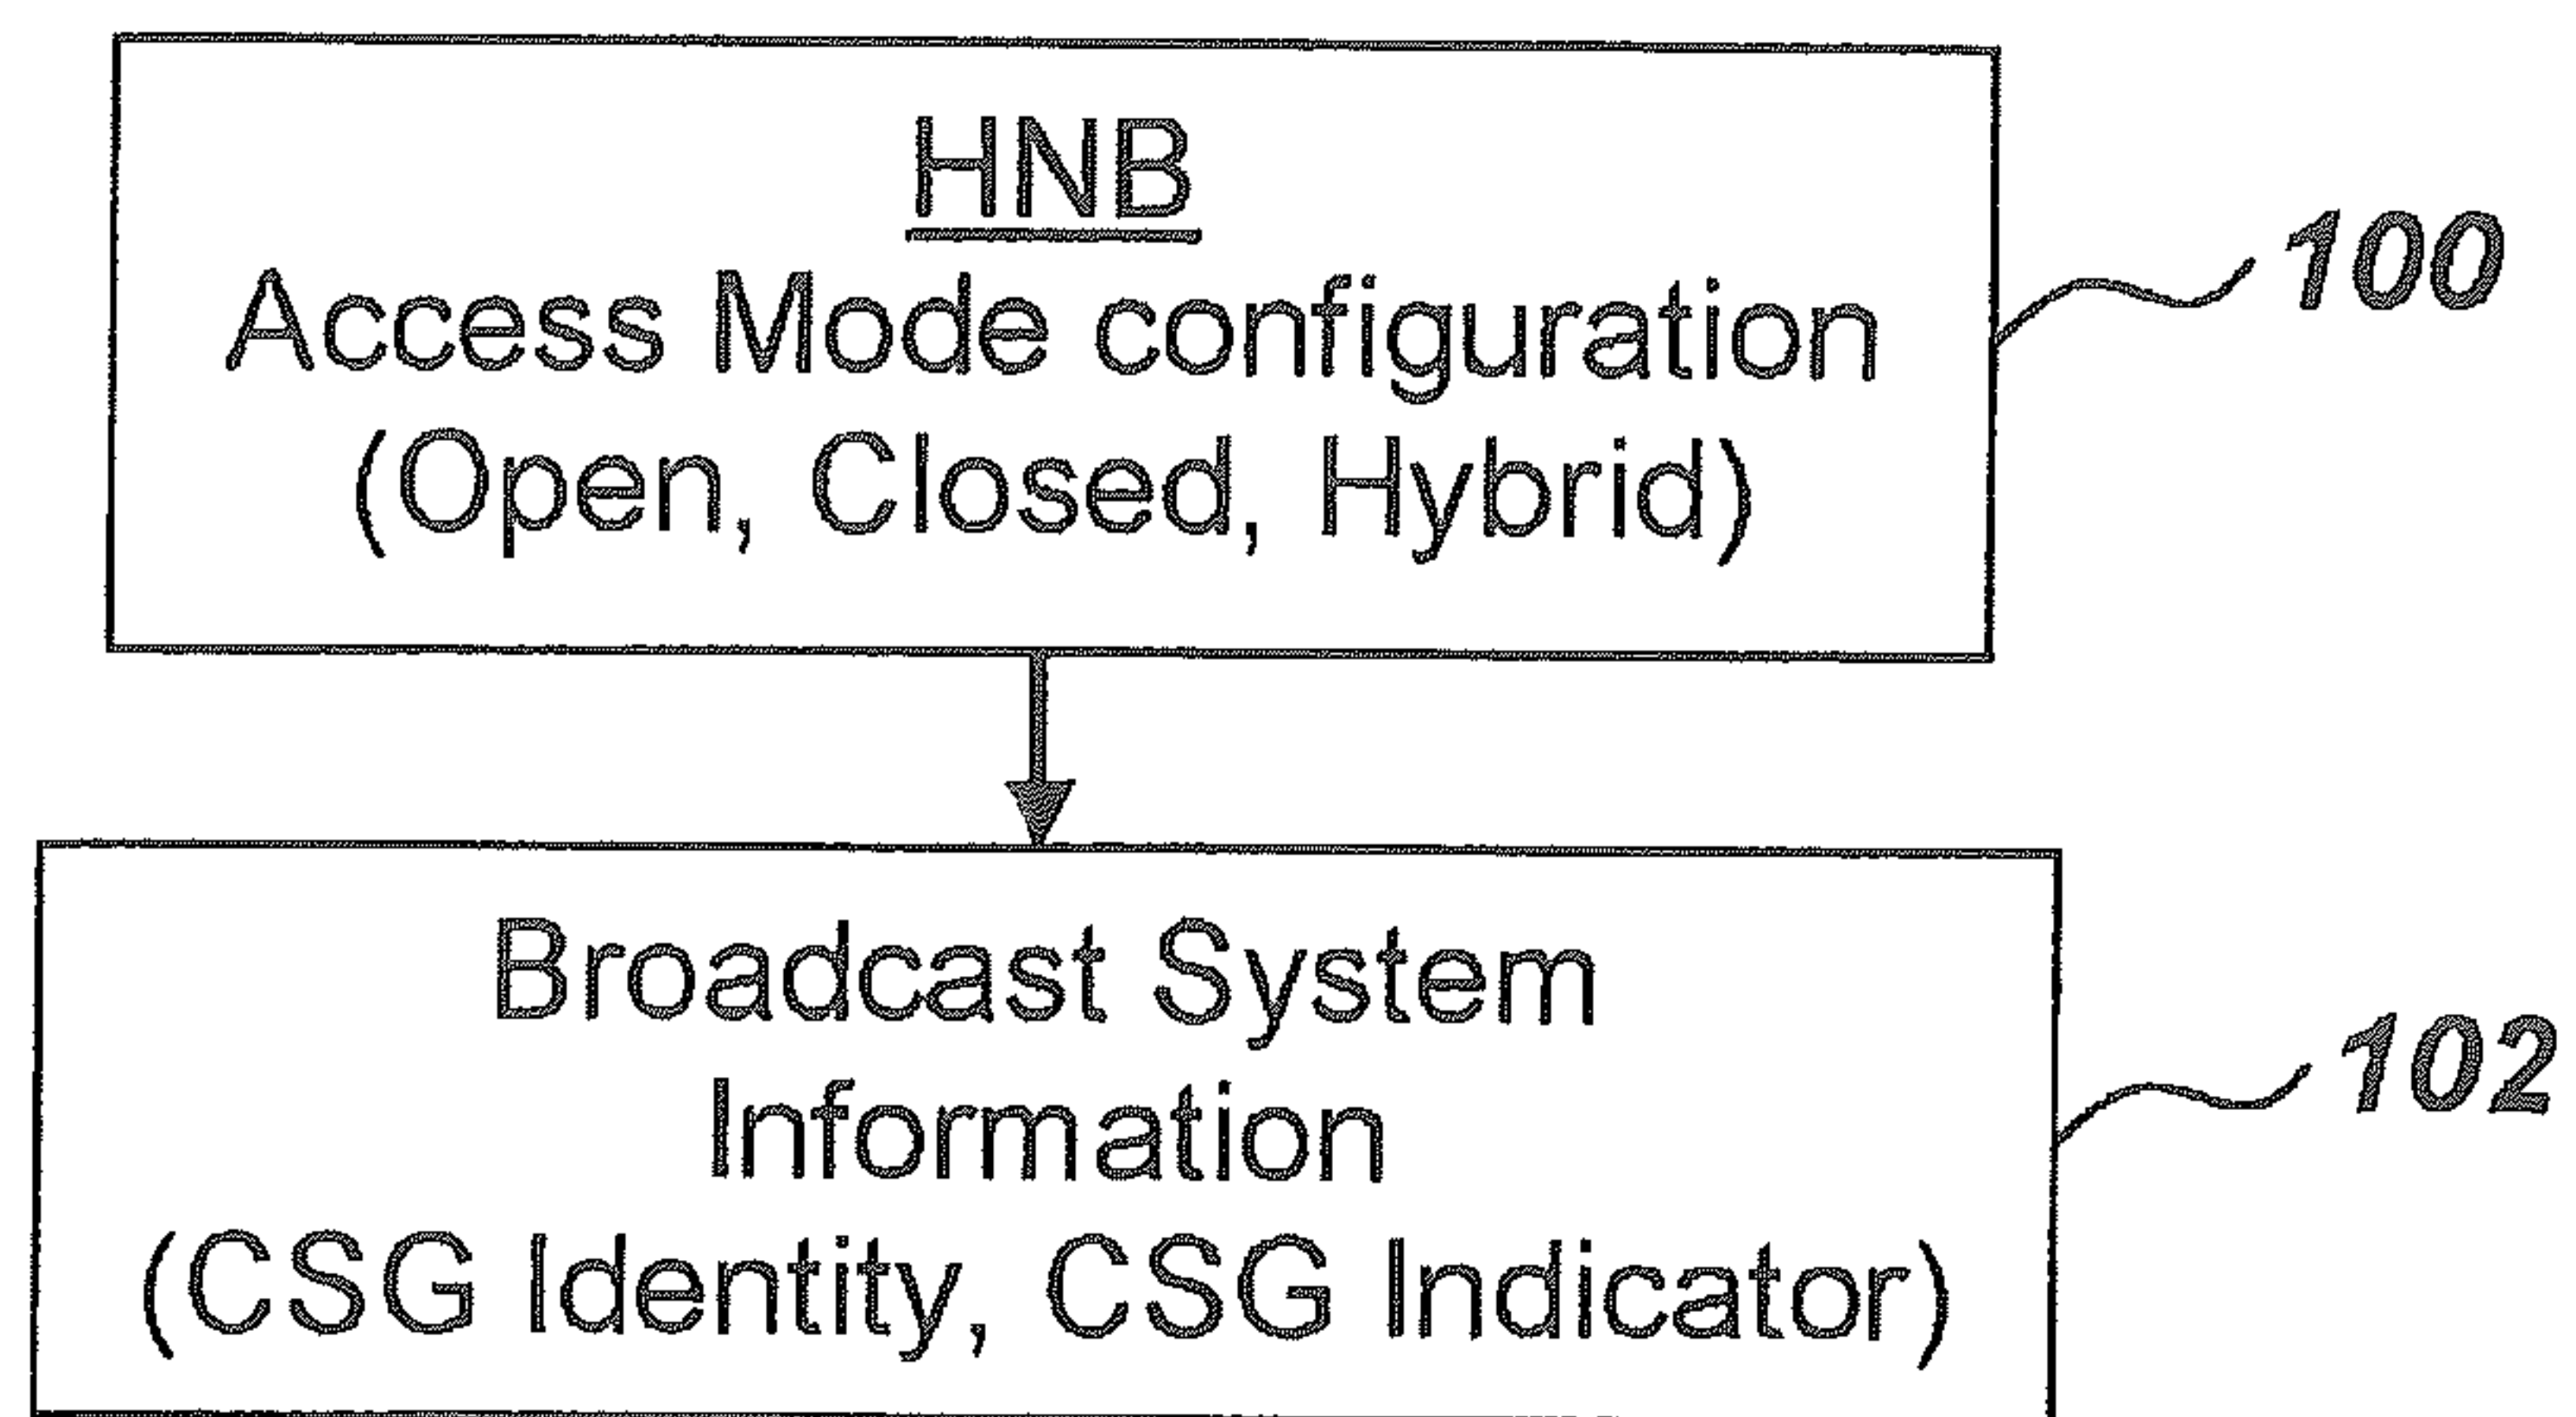 HNB
Access Mode configuration
(Open, Closed, Hybrid)
100
Broadcast System
Information
(CSG Identity, CSG Indicator)
102